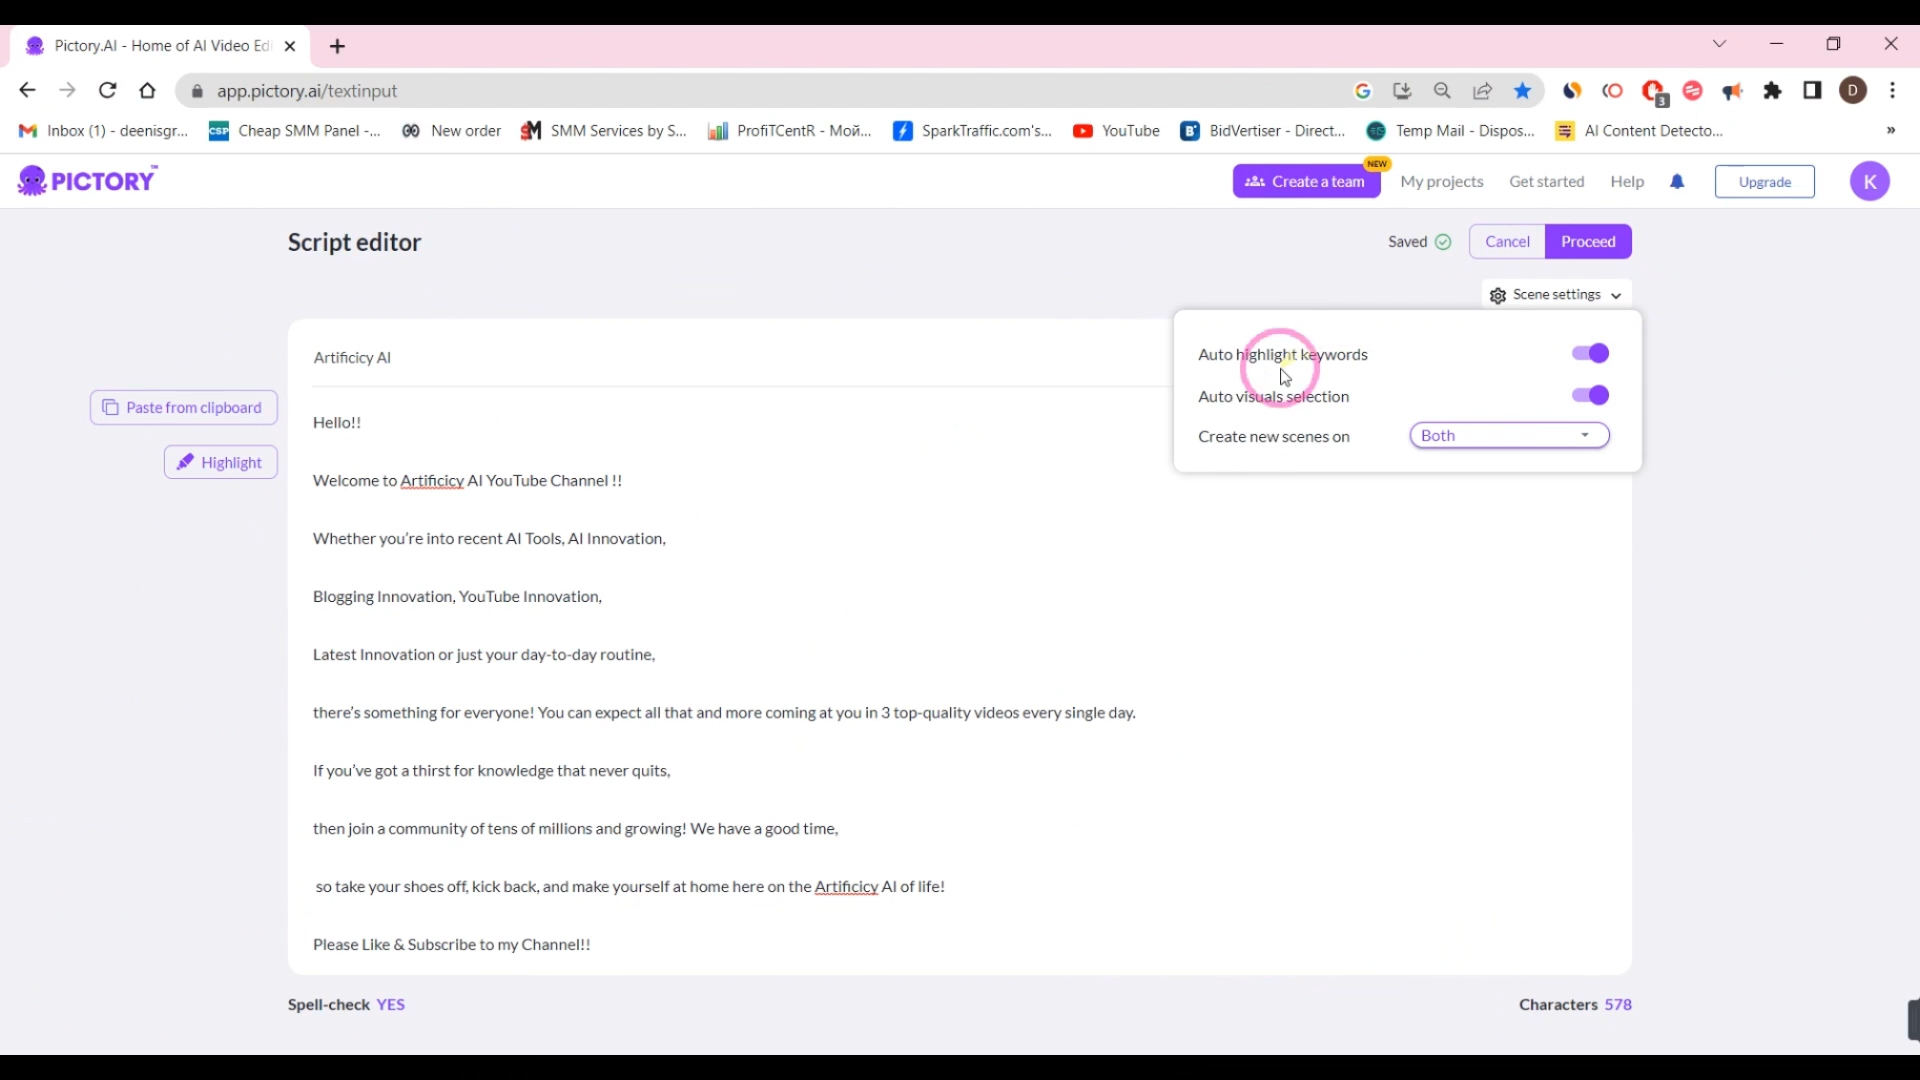 Pictory.AI - Home of AI Video Edi
app.pictory.ai/textinput
3
D
Inbox (1) - deenisgr...
CSP Cheap SMM Panel -...
New order
SMM Services by S...
ProfiTCentR - Мой...
SparkTraffic.com's...
YouTube
BidVertiser - Direct...
Temp Mail - Dispos...
AI Content Detecto...
»
PICTORY™
NEW
Create a team
My projects
Get started
Help
Upgrade
K
Script editor
Saved
Cancel
Proceed
Scene settings
Auto highlight keywords
Auto visuals selection
Create new scenes on Both
Paste from clipboard
Highlight
Artificicy AI
Hello!!
Welcome to Artificicy AI YouTube Channel !!
Whether you're into recent AI Tools, AI Innovation,
Blogging Innovation, YouTube Innovation,
Latest Innovation or just your day-to-day routine,
there's something for everyone! You can expect all that and more coming at you in 3 top-quality videos every single day.
If you've got a thirst for knowledge that never quits,
then join a community of tens of millions and growing! We have a good time,
so take your shoes off, kick back, and make yourself at home here on the Artificicy AI of life!
Please Like & Subscribe to my Channel!!
Spell-check YES
Characters 578